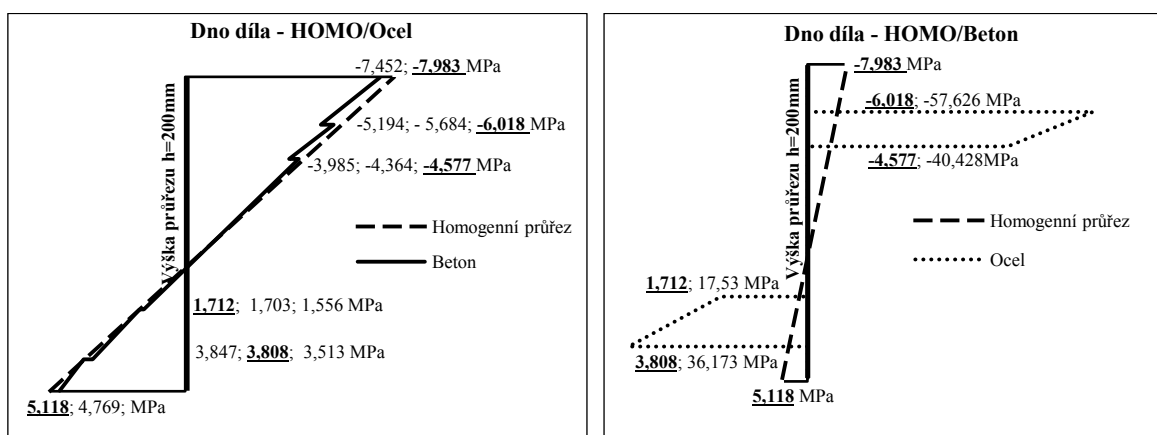 Dno díla - HOMO/Ocel
-7,452; -7,983 MPa
-5,194; - 5,684; -6,018 MPa
-3,985; -4,364; -4,577 MPa
Výška průřezu h=200mm
Homogenní průřez
Beton
1,712; 1,703; 1,556 MPa
3,847; 3,808; 3,513 MPa
5,118; 4,769; MPa
Dno díla - HOMO/Beton
-7,983 MPa
-6,018; -57,626 MPa
-4,577; -40,428MPa
Výška průřezu h=200mm
Homogenní průřez
Ocel
1,712; 17,53 MPa
3,808; 36,173 MPa
5,118 MPa